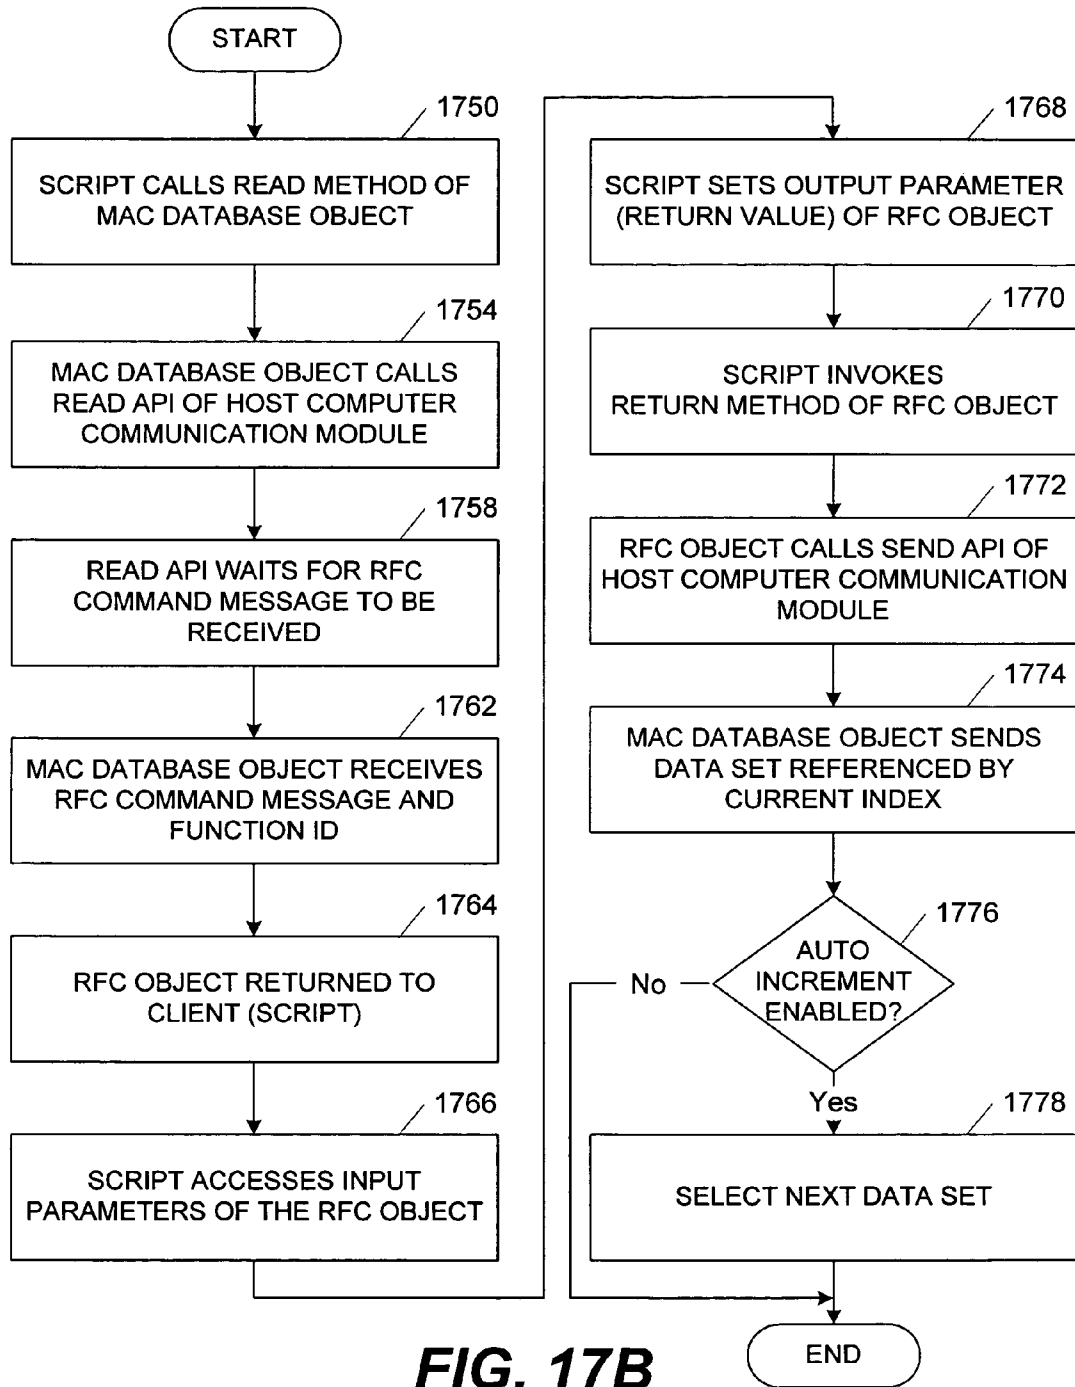 START
1750
SCRIPT CALLS READ METHOD OF
MAC DATABASE OBJECT
1754
MAC DATABASE OBJECT CALLS
READ API OF HOST COMPUTER
COMMUNICATION MODULE
1758
READ API WAITS FOR RFC
COMMAND MESSAGE TO BE
RECEIVED
1762
MAC DATABASE OBJECT RECEIVES
RFC COMMAND MESSAGE AND
FUNCTION ID
1764
RFC OBJECT RETURNED TO
CLIENT (SCRIPT)
1766
SCRIPT ACCESSES INPUT
PARAMETERS OF THE RFC OBJECT
1768
SCRIPT SETS OUTPUT PARAMETER
(RETURN VALUE) OF RFC OBJECT
1770
SCRIPT INVOKES
RETURN METHOD OF RFC OBJECT
1772
RFC OBJECT CALLS SEND API OF
HOST COMPUTER COMMUNICATION
MODULE
1774
MAC DATABASE OBJECT SENDS
DATA SET REFERENCED BY
CURRENT INDEX
1776
AUTO
INCREMENT
ENABLED?
No
Yes
1778
SELECT NEXT DATA SET
END
FIG. 17B